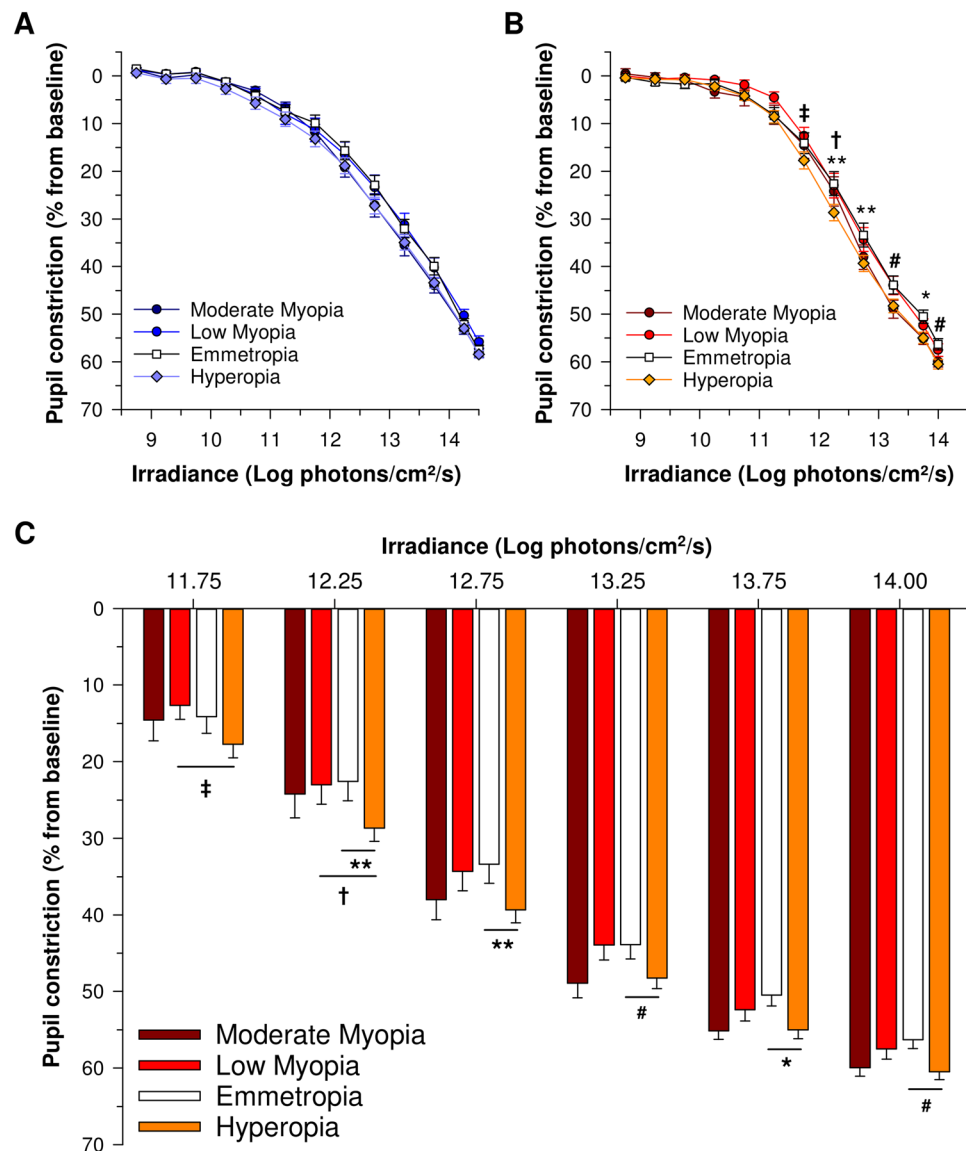 A
Pupil constriction (% from baseline)
0
10
20
30
40
50
60
70
Moderate Myopia
Low Myopia
Emmetropia
Hyperopia
9 10 11 12 13 14
Irradiance (Log photons/cm²/s)
B
Pupil constriction (% from baseline)
0
10
20
30
40
50
60
70
‡
†
**
**
#
*
#
Moderate Myopia
Low Myopia
Emmetropia
Hyperopia
9 10 11 12 13 14
Irradiance (Log photons/cm²/s)
C
Irradiance (Log photons/cm²/s)
11.75 12.25 12.75 13.25 13.75 14.00
Pupil constriction (% from baseline)
0
10
20
30
40
50
60
70
‡
**
†
**
#
*
#
Moderate Myopia
Low Myopia
Emmetropia
Hyperopia